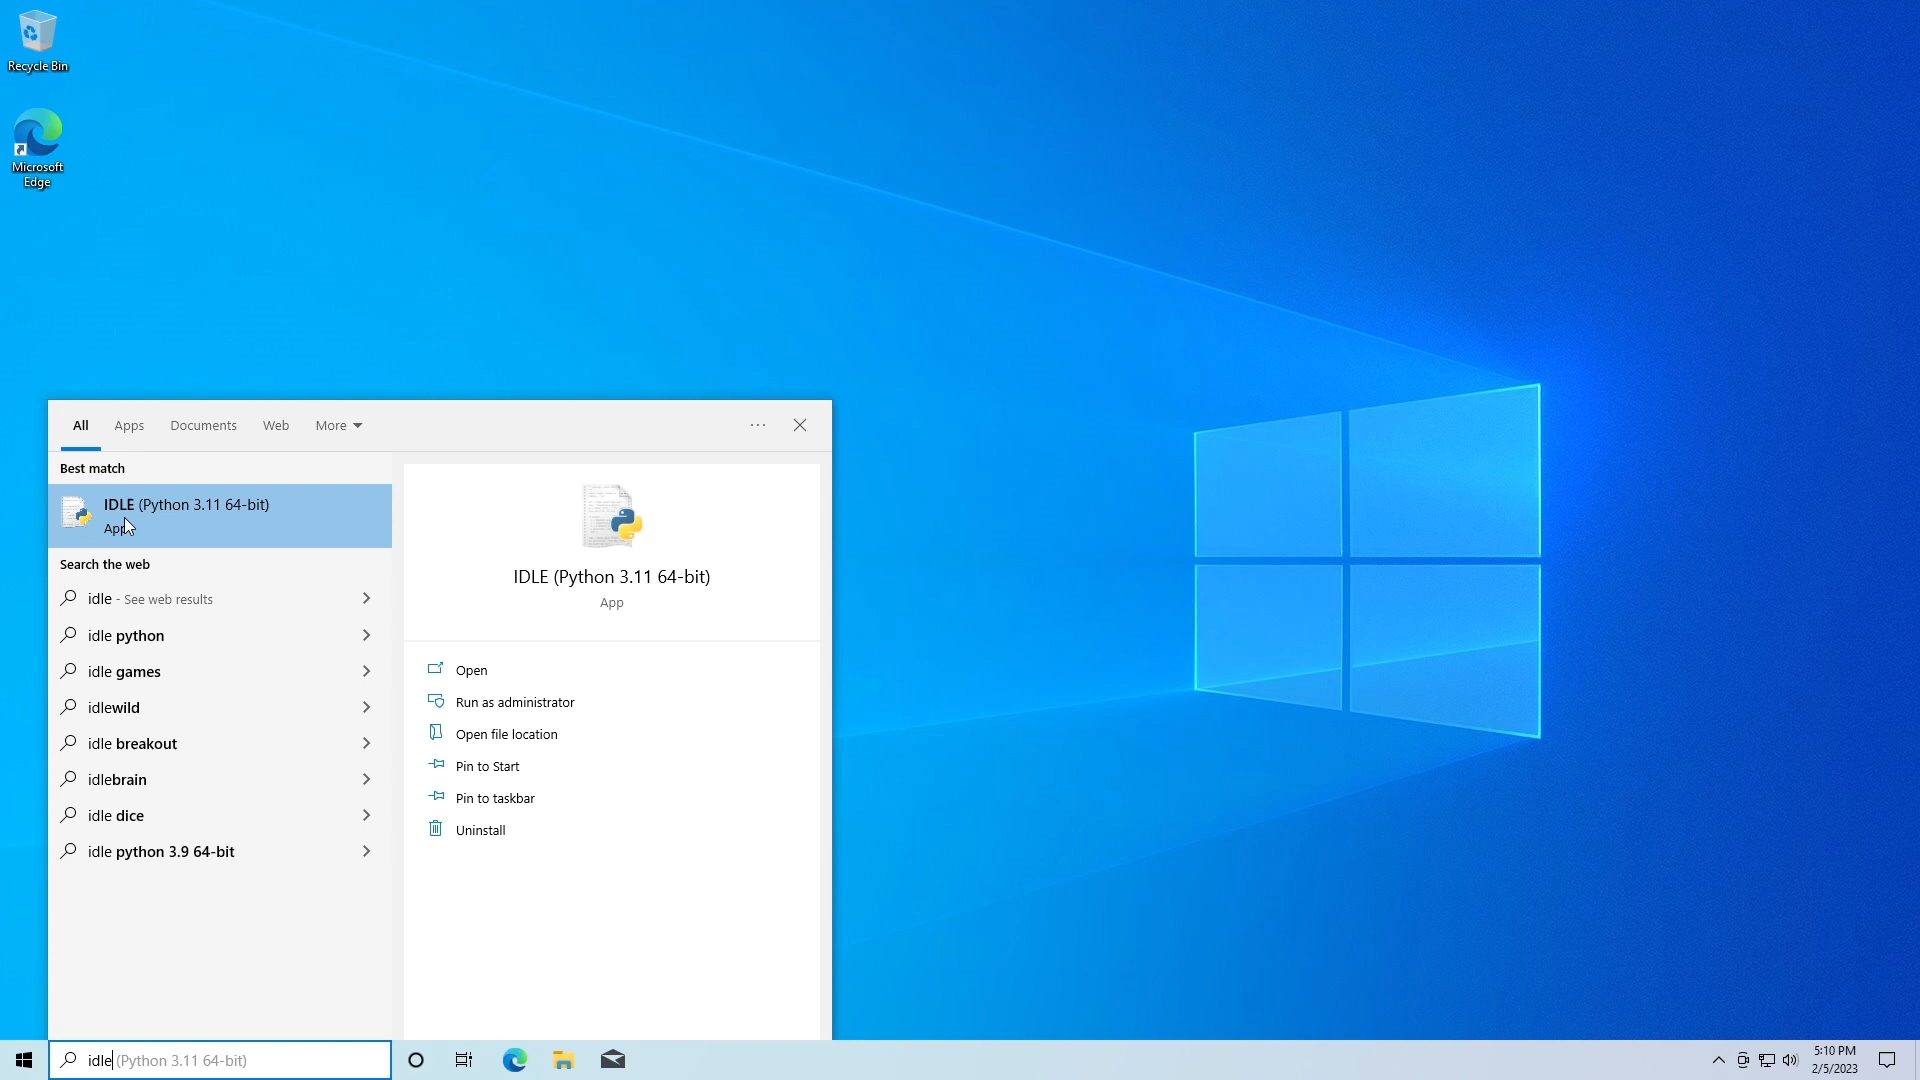 Recycle Bin
Microsoft
Edge
All Apps Documents Web More
Best match
IDLE (Python 3.11 64-bit)
App
Search the web
idle - See web results
idle python
idle games
idlewild
idle breakout
idlebrain
idle dice
idle python 3.9 64-bit
IDLE (Python 3.11 64-bit)
App
Open
Run as administrator
Open file location
Pin to Start
Pin to taskbar
Uninstall
idle (Python 3.11 64-bit)
5:10 PM
2/5/2023